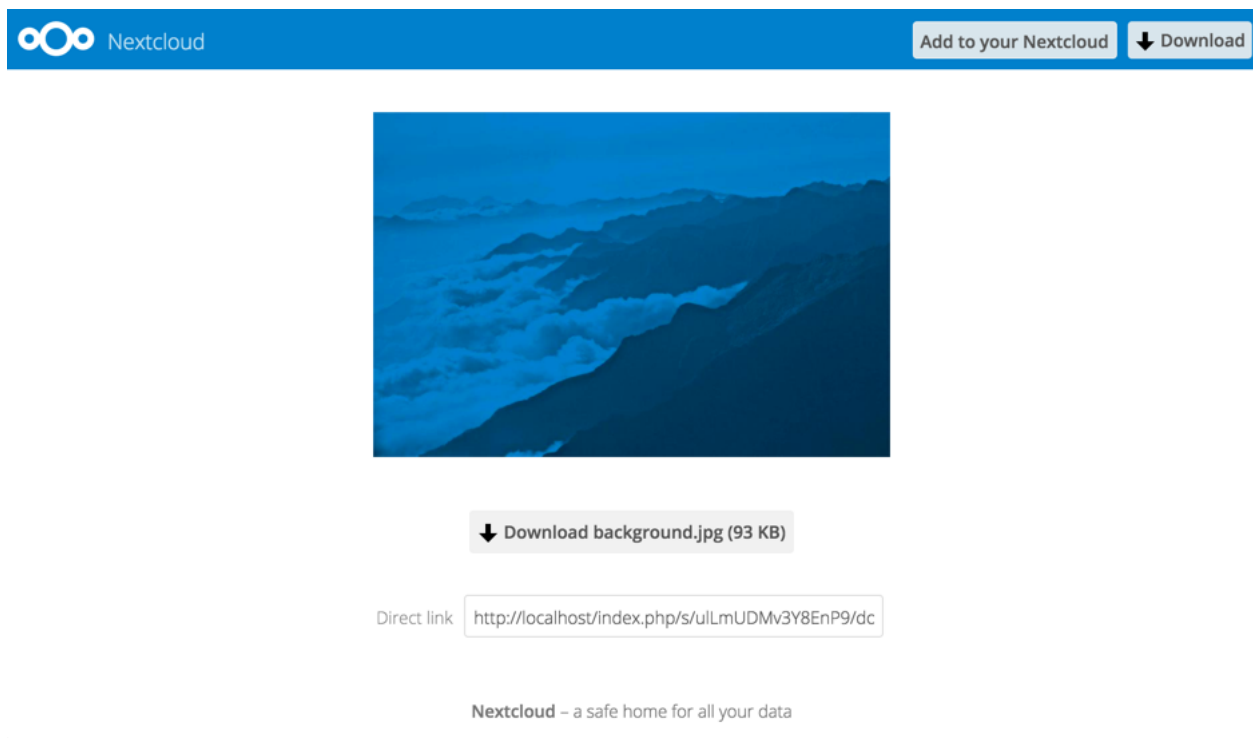 Nextcloud
Add to your Nextcloud
Download
Download background.jpg (93 KB)
Direct link
http://localhost/index.php/s/ulLmUDMv3Y8EnP9/dc
Nextcloud – a safe home for all your data